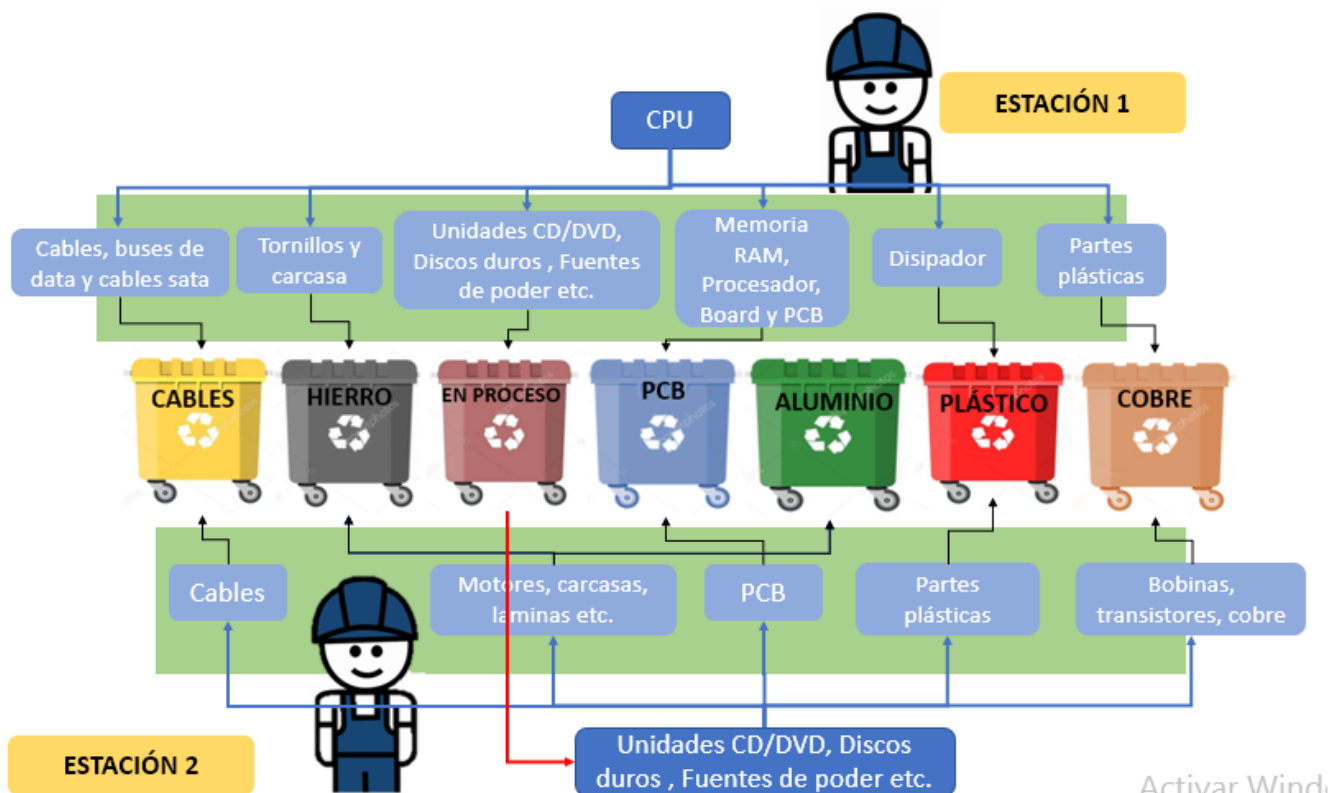 ESTACIÓN 1
CPU
Cables, buses de
data y cables sata
Tornillos y
carcasa
Unidades CD/DVD,
Discos duros , Fuentes
de poder etc.
Memoria
RAM,
Procesador,
Board y PCB
Disipador
Partes
plásticas
CABLES
HIERRO
EN PROCESO
PCB
ALUMINIO
PLÁSTICO
COBRE
Cables
Motores, carcasas,
laminas etc.
PCB
Partes
plásticas
Bobinas,
transistores, cobre
ESTACIÓN 2
Unidades CD/DVD, Discos
duros , Fuentes de poder etc.
Activar Wind